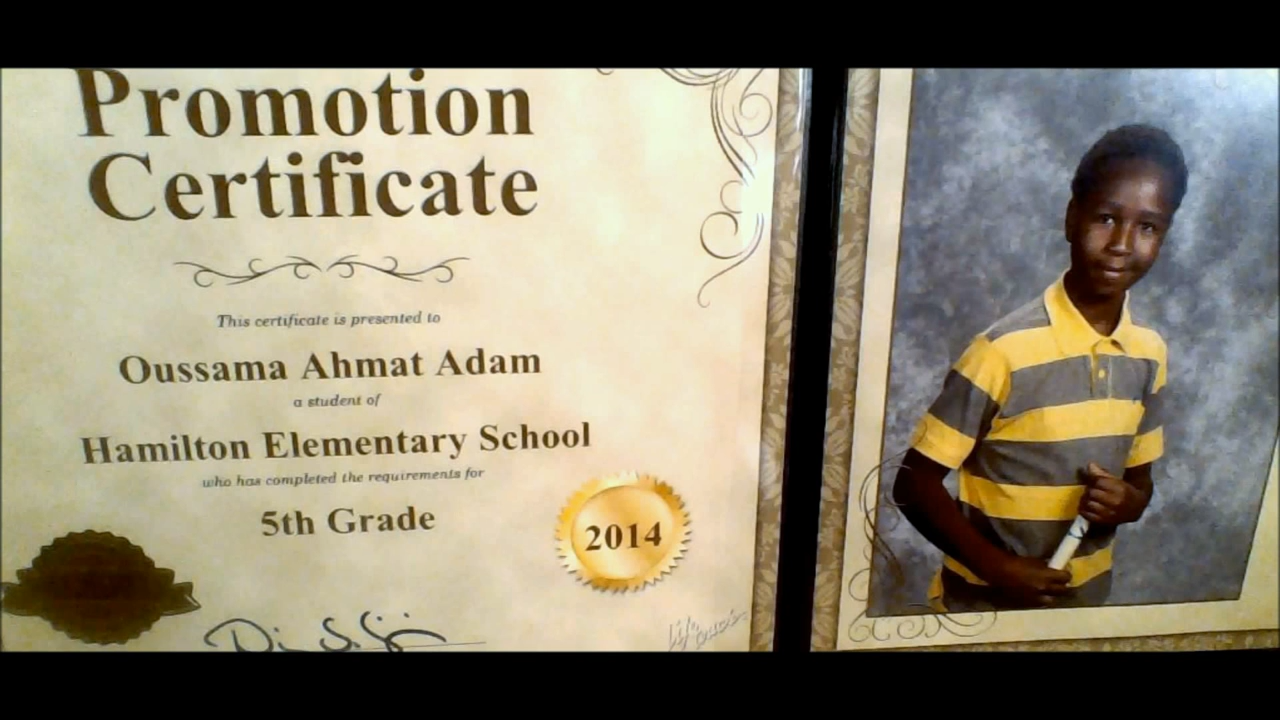 Promotion
Certificate
This certificate is presented to
Oussama Ahmat Adam
a student of
Hamilton Elementary School
who has completed the requirements for
5th Grade
2014